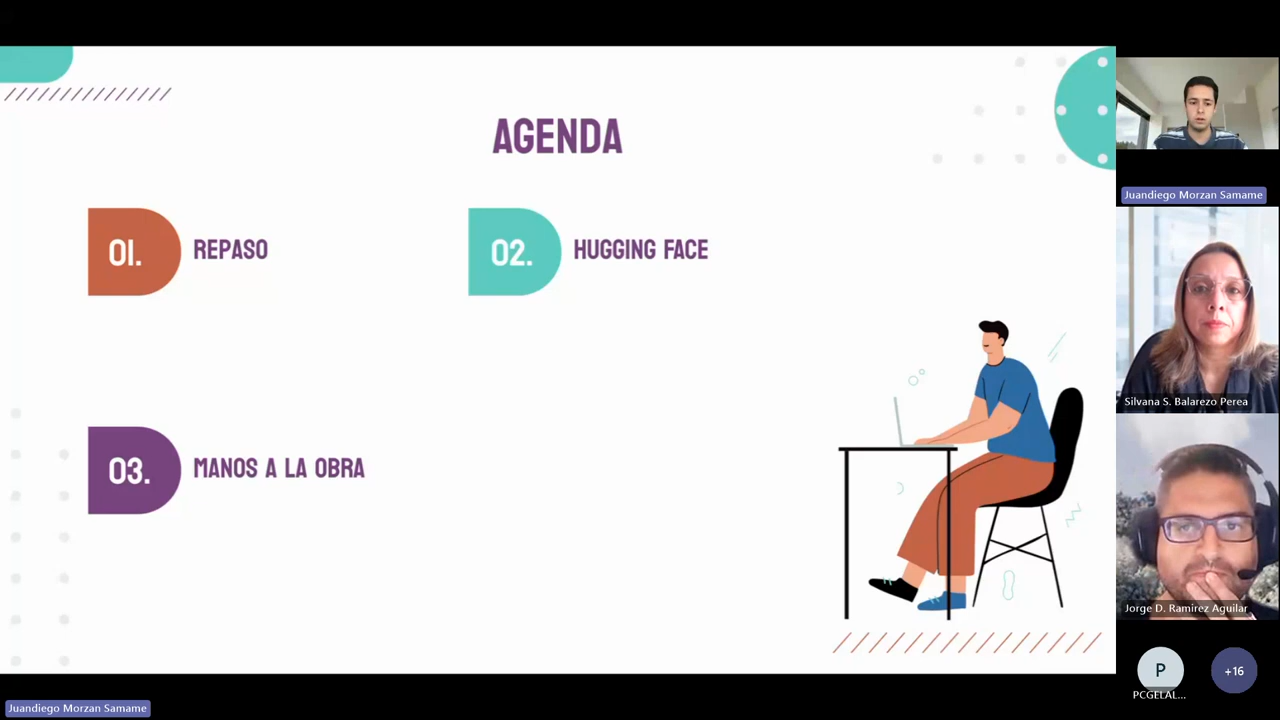 AGENDA
01.
REPASO
02.
HUGGING FACE
03.
MANOS A LA OBRA
Juandiego Morzan Samame
Silvana S. Balarezo Perea
Jorge D. Ramirez Aguilar
P
PCGELAL...
+16
Juandiego Morzan Samame